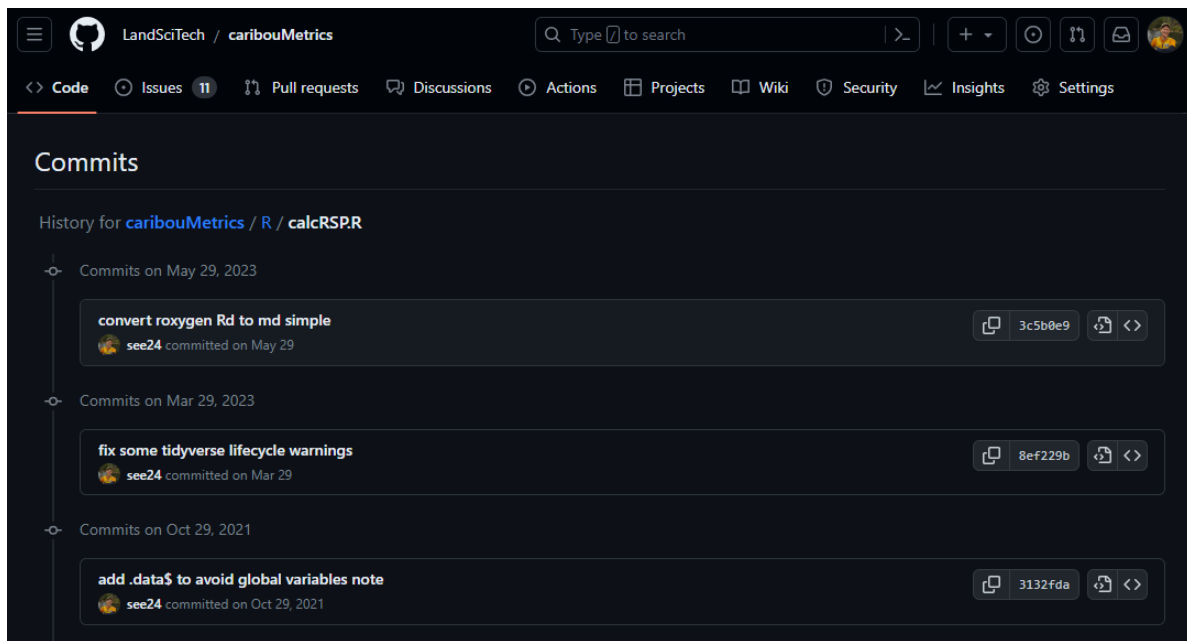 LandSciTech / caribouMetrics
Type / to search
Code Issues 11 Pull requests Discussions Actions Projects Wiki Security Insights Settings
Commits
History for caribouMetrics / R / calcRSP.R
Commits on May 29, 2023
convert roxygen Rd to md simple
3c5b0e9
see24 committed on May 29
Commits on Mar 29, 2023
fix some tidyverse lifecycle warnings
8ef229b
see24 committed on Mar 29
Commits on Oct 29, 2021
add .data$ to avoid global variables note
3132fda
see24 committed on Oct 29, 2021